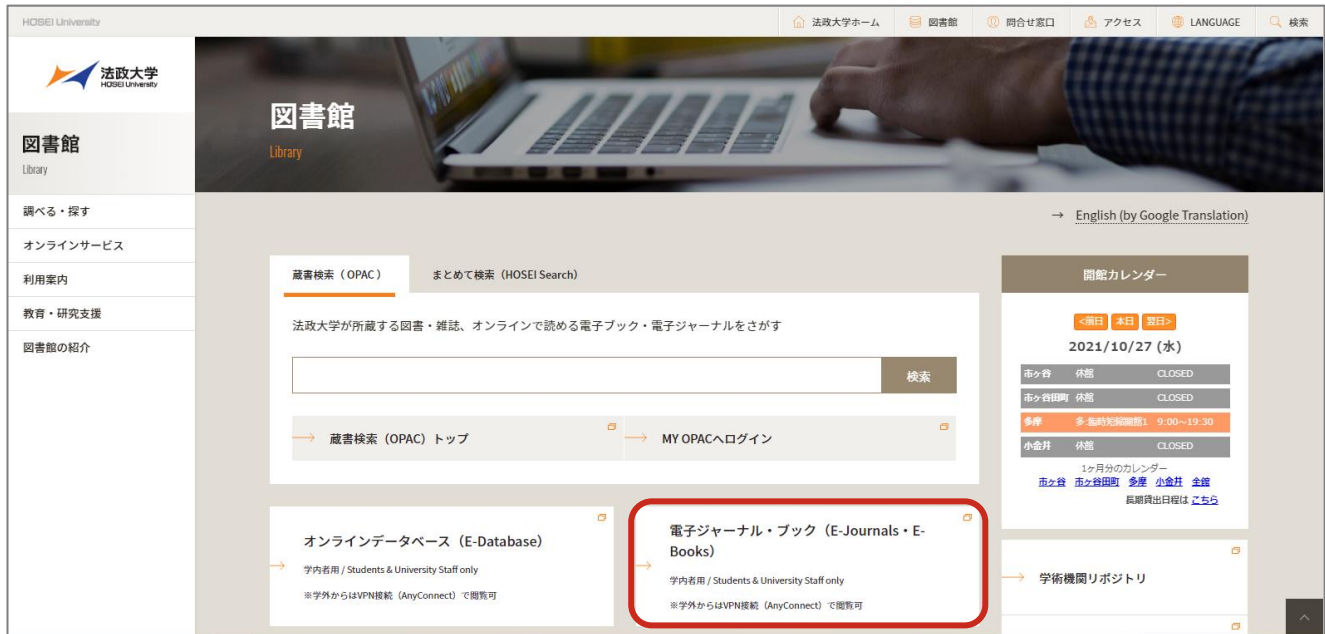 HOSEI University
法政大学ホーム
図書館
問合せ窓口
アクセス
LANGUAGE
検索
法政大学
HOSEI University
図書館
Library
調べる・探す
オンラインサービス
利用案内
教育・研究支援
図書館の紹介
図書館
Library
→ English (by Google Translation)
蔵書検索（OPAC）
まとめて検索（HOSEI Search）
法政大学が所蔵する図書・雑誌、オンラインで読める電子ブック・電子ジャーナルをさがす
検索
→ 蔵書検索（OPAC）トップ
→ MY OPACへログイン
→ オンラインデータベース（E-Database）
学内者用 / Students & University Staff only
※学外からはVPN接続（AnyConnect）で閲覧可
→ 電子ジャーナル・ブック（E-Journals・E-
Books）
学内者用 / Students & University Staff only
※学外からはVPN接続（AnyConnect）で閲覧可
開館カレンダー
<前日 本日 翌日>
2021/10/27 (水)
市ヶ谷 休館 CLOSED
市ヶ谷田町 休館 CLOSED
多摩 多:臨時短縮開館1 9:00～19:30
小金井 休館 CLOSED
1ヶ月分のカレンダー
市ヶ谷 市ヶ谷田町 多摩 小金井 全館
長期貸出日程は こちら
→ 学術機関リポジトリ